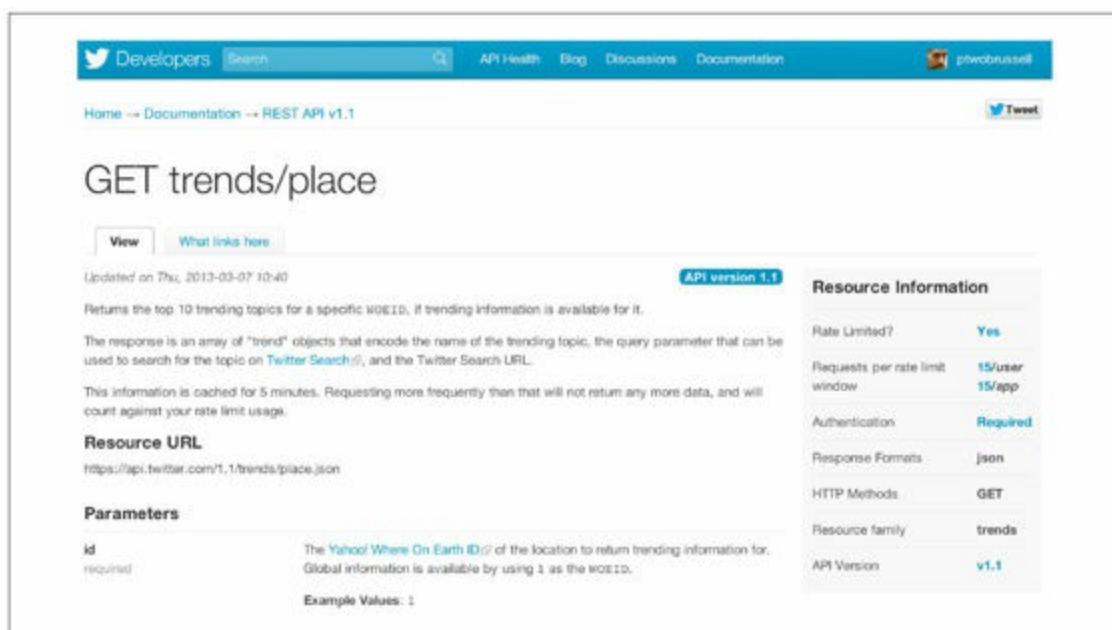 Developers Search API Health Blog Discussions Documentation ptwobrussell
Home → Documentation → REST API v1.1
Tweet
GET trends/place
View What links here
Updated on Thu, 2013-03-07 10:40
API version 1.1
Returns the top 10 trending topics for a specific WOEID, if trending information is available for it.
The response is an array of "trend" objects that encode the name of the trending topic, the query parameter that can be
used to search for the topic on Twitter Search, and the Twitter Search URL.
This information is cached for 5 minutes. Requesting more frequently than that will not return any more data, and will
count against your rate limit usage.
Resource URL
https://api.twitter.com/1.1/trends/place.json
Parameters
id
required
The Yahoo! Where On Earth ID of the location to return trending information for.
Global information is available by using 1 as the WOEID.
Example Values: 1
Resource Information
Rate Limited? Yes
Requests per rate limit window 15/user 15/app
Authentication Required
Response Formats json
HTTP Methods GET
Resource family trends
API Version v1.1